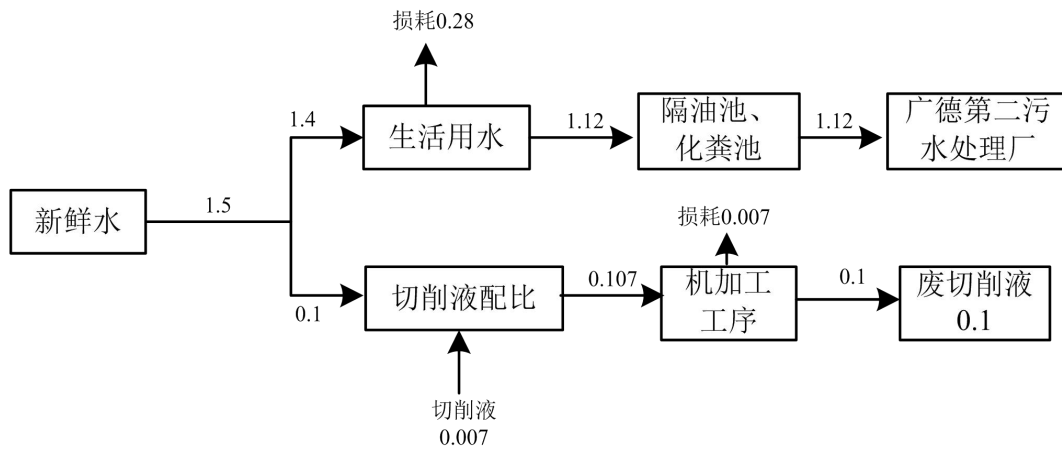 损耗0.28
1.4
生活用水
1.12
隔油池、
化粪池
1.12
广德第二污
水处理厂
新鲜水
1.5
损耗0.007
0.1
切削液配比
0.107
机加工
工序
0.1
废切削液
0.1
切削液
0.007